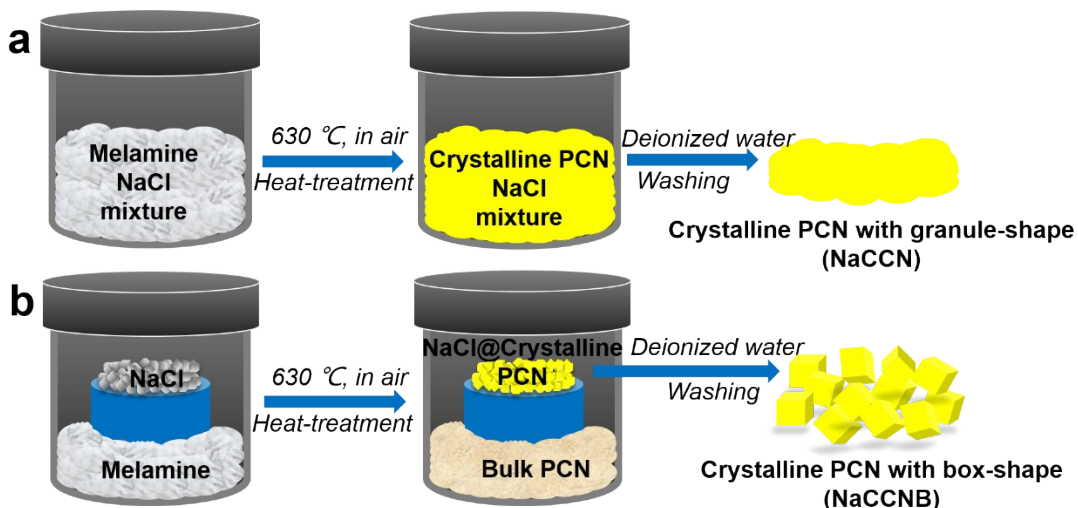 a
Melamine
NaCl
mixture
630 ℃, in air
Heat-treatment
Crystalline PCN
NaCl
mixture
Deionized water
Washing
Crystalline PCN with granule-shape
(NaCCN)
b
NaCl
Melamine
630 ℃, in air
Heat-treatment
NaCl@Crystalline
PCN
Bulk PCN
Deionized water
Washing
Crystalline PCN with box-shape
(NaCCNB)